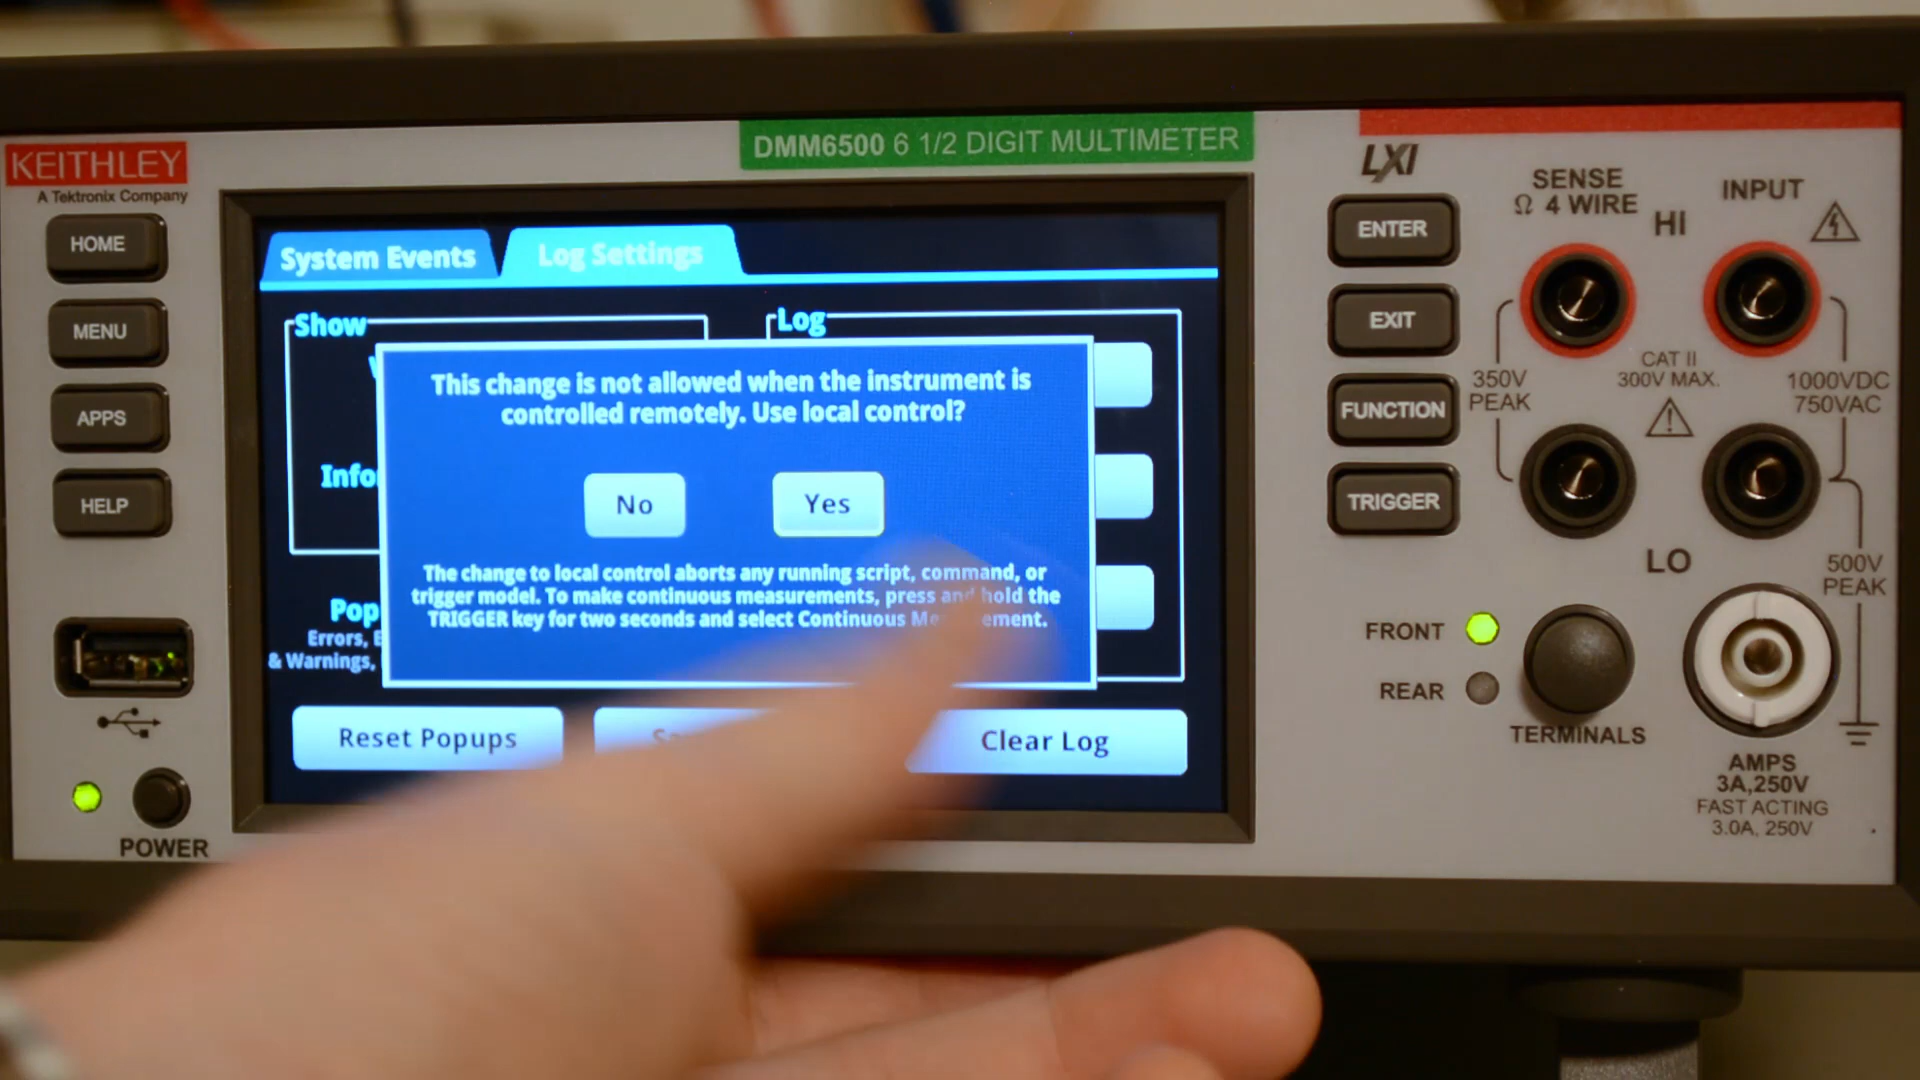 KEITHLEY
A Tektronix Company
DMM6500 6 1/2 DIGIT MULTIMETER
LXI
HOME
MENU
APPS
HELP
POWER
System Events
Log Settings
Show
Log
This change is not allowed when the instrument is
controlled remotely. Use local control?
No
Yes
The change to local control aborts any running script, command, or
trigger model. To make continuous measurements, press and hold the
TRIGGER key for two seconds and select Continuous
Errors,
& Warnings,
Reset Popups
Clear Log
ENTER
EXIT
FUNCTION
TRIGGER
SENSE
Ω 4 WIRE
HI
INPUT
350V
PEAK
CAT II
300V MAX.
1000VDC
750VAC
LO
500V
PEAK
FRONT
REAR
TERMINALS
AMPS
3A,250V
FAST ACTING
3.0A, 250V